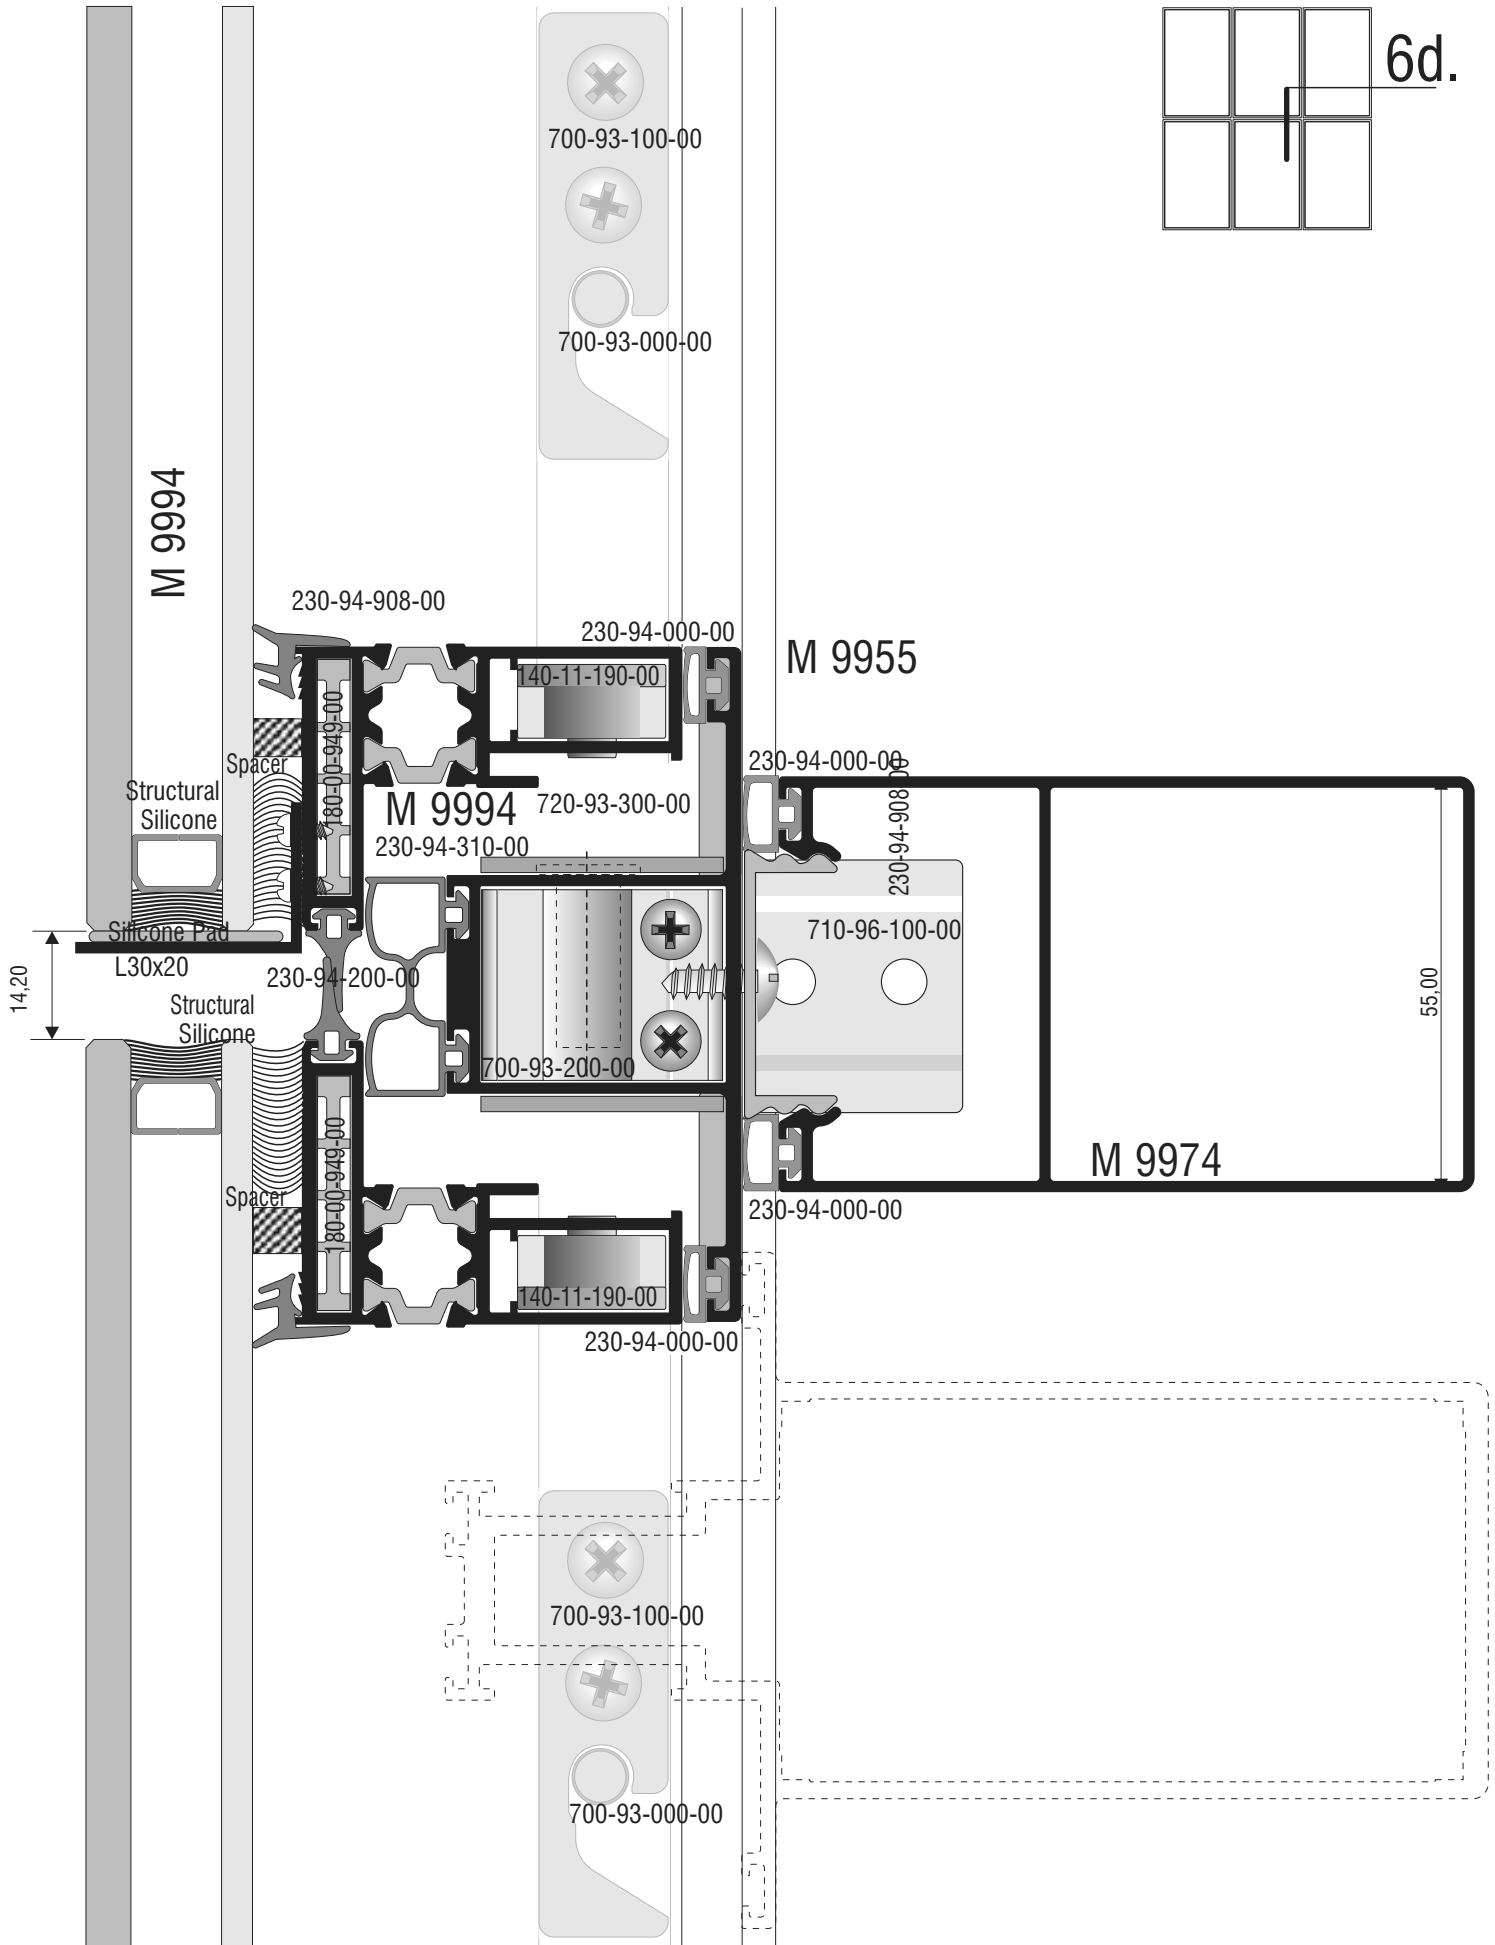 6d.
700-93-100-00
700-93-000-00
M 9994
230-94-908-00
230-94-000-00
M 9955
140-11-190-00
180-00-949-00
Spacer
230-94-000-00
230-94-908-00
Structural
Silicone
M 9994
720-93-300-00
230-94-310-00
Silicone Pad
710-96-100-00
L30x20
230-94-200-00
14,20
55,00
Structural
Silicone
700-93-200-00
180-00-949-00
M 9974
Spacer
230-94-000-00
140-11-190-00
230-94-000-00
700-93-100-00
700-93-000-00